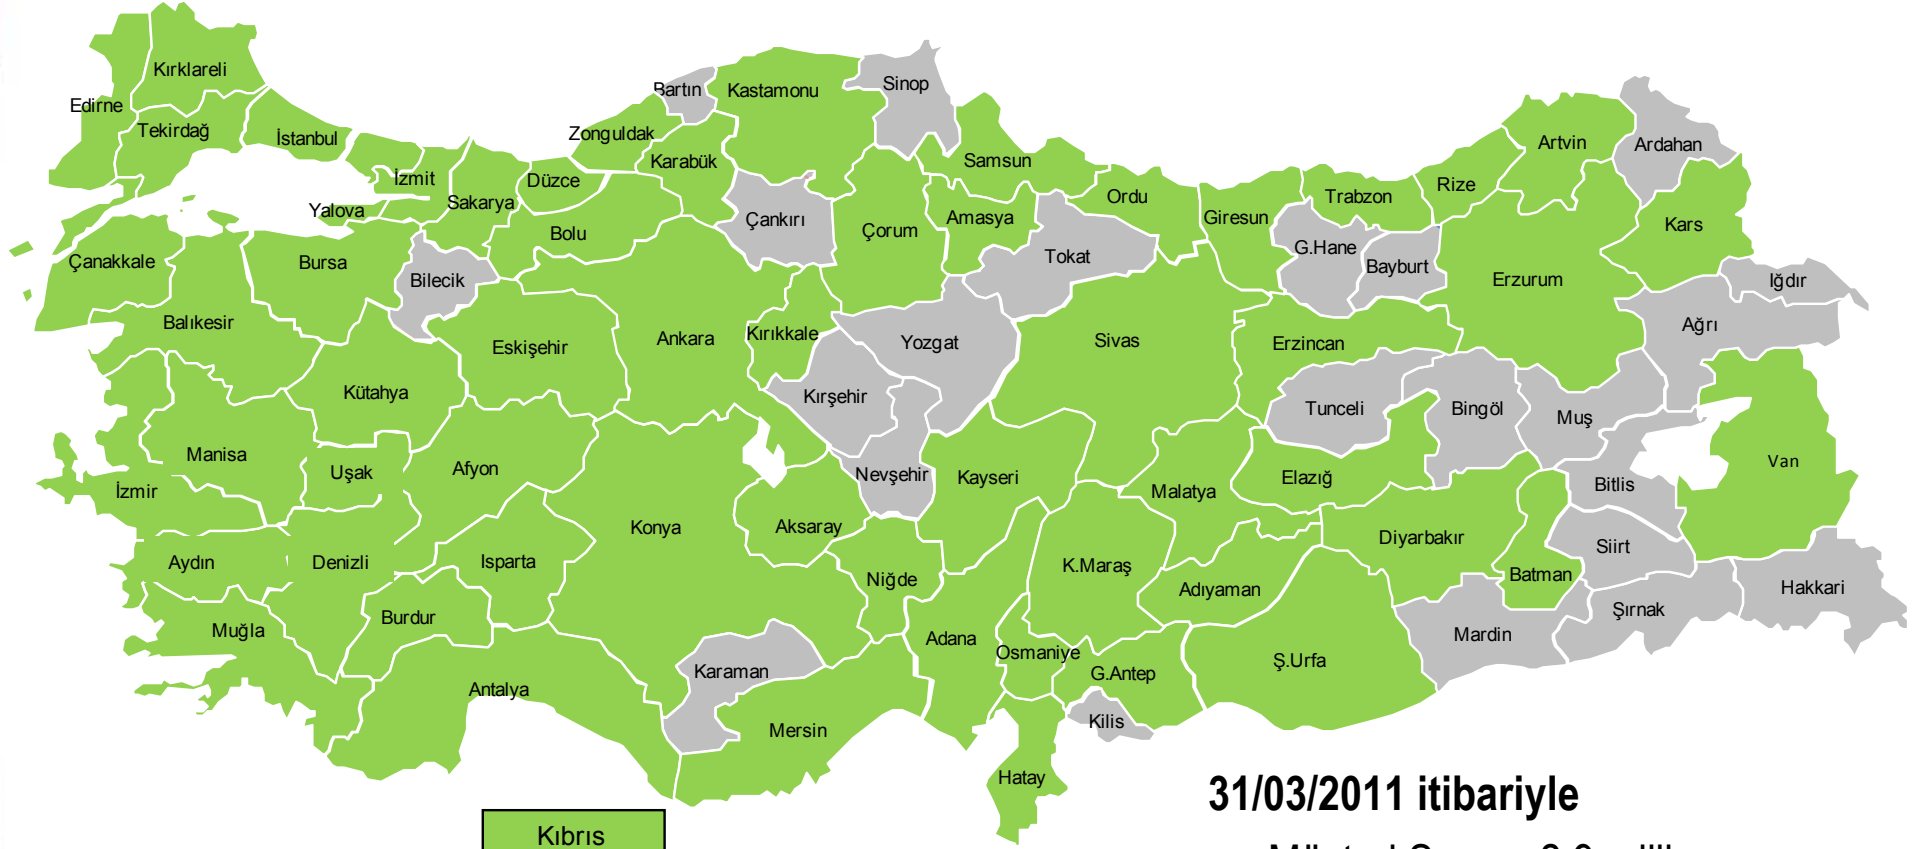 Kırklareli
Edirne
Tekirdağ
İstanbul
İzmit
Yalova
Sakarya
Düzce
Zonguldak
Bartın
Karabük
Kastamonu
Sinop
Samsun
Ordu
Giresun
Trabzon
Rize
Artvin
Ardahan
Kars
Çanakkale
Bursa
Bilecik
Bolu
Çankırı
Çorum
Amasya
Tokat
G.Hane
Bayburt
Erzurum
Iğdır
Ağrı
Balıkesir
Kütahya
Eskişehir
Ankara
Kırıkkale
Yozgat
Kırşehir
Sivas
Erzincan
Tunceli
Bingöl
Muş
Van
Bitlis
Manisa
Uşak
Afyon
İzmir
Konya
Aksaray
Nevşehir
Kayseri
Malatya
Elazığ
Diyarbakır
Batman
Siirt
Şırnak
Hakkari
Mardin
Aydın
Denizli
Isparta
Burdur
Muğla
Antalya
Karaman
Mersin
Niğde
Adana
Osmaniye
K.Maraş
Adıyaman
G.Antep
Ş.Urfa
Kilis
Hatay
Kıbrıs
31/03/2011 itibariyle